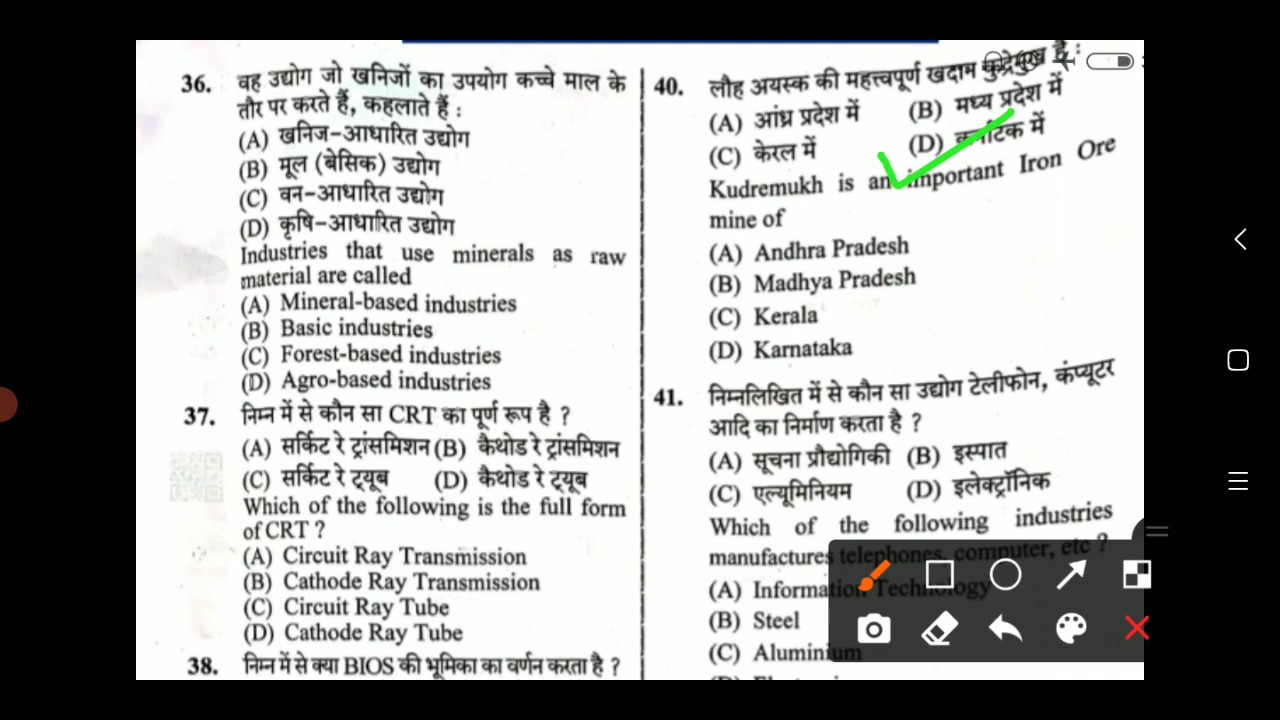 36. वह उद्योग जो खनिजों का उपयोग कच्चे माल के
तौर पर करते हैं, कहलाते हैं :
(A) खनिज-आधारित उद्योग
(B) मूल (बेसिक) उद्योग
(C) वन-आधारित उद्योग
(D) कृषि-आधारित उद्योग
Industries that use minerals as raw
material are called
(A) Mineral-based industries
(B) Basic industries
(C) Forest-based industries
(D) Agro-based industries
37. निम्न में से कौन सा CRT का पूर्ण रूप है ?
(A) सर्किट रे ट्रांसमिशन (B) कैथोड रे ट्रांसमिशन
(C) सर्किट रे ट्यूब (D) कैथोड रे ट्यूब
Which of the following is the full form
of CRT ?
(A) Circuit Ray Transmission
(B) Cathode Ray Transmission
(C) Circuit Ray Tube
(D) Cathode Ray Tube
38. निम्न में से क्या BIOS की भूमिका का वर्णन करता है ?
40. लौह अयस्क की महत्त्वपूर्ण खदाम कुद्रेमुख है :
(A) आंध्र प्रदेश में (B) मध्य प्रदेश में
(C) केरल में (D) कर्नाटक में
Kudremukh is an important Iron Ore
mine of
(A) Andhra Pradesh
(B) Madhya Pradesh
(C) Kerala
(D) Karnataka
41. निम्नलिखित में से कौन सा उद्योग टेलीफोन, कंप्यूटर
आदि का निर्माण करता है ?
(A) सूचना प्रौद्योगिकी (B) इस्पात
(C) एल्यूमिनियम (D) इलेक्ट्रॉनिक
Which of the following industries
manufactures telephones, computer, etc ?
(A) Information Technology
(B) Steel
(C) Aluminium